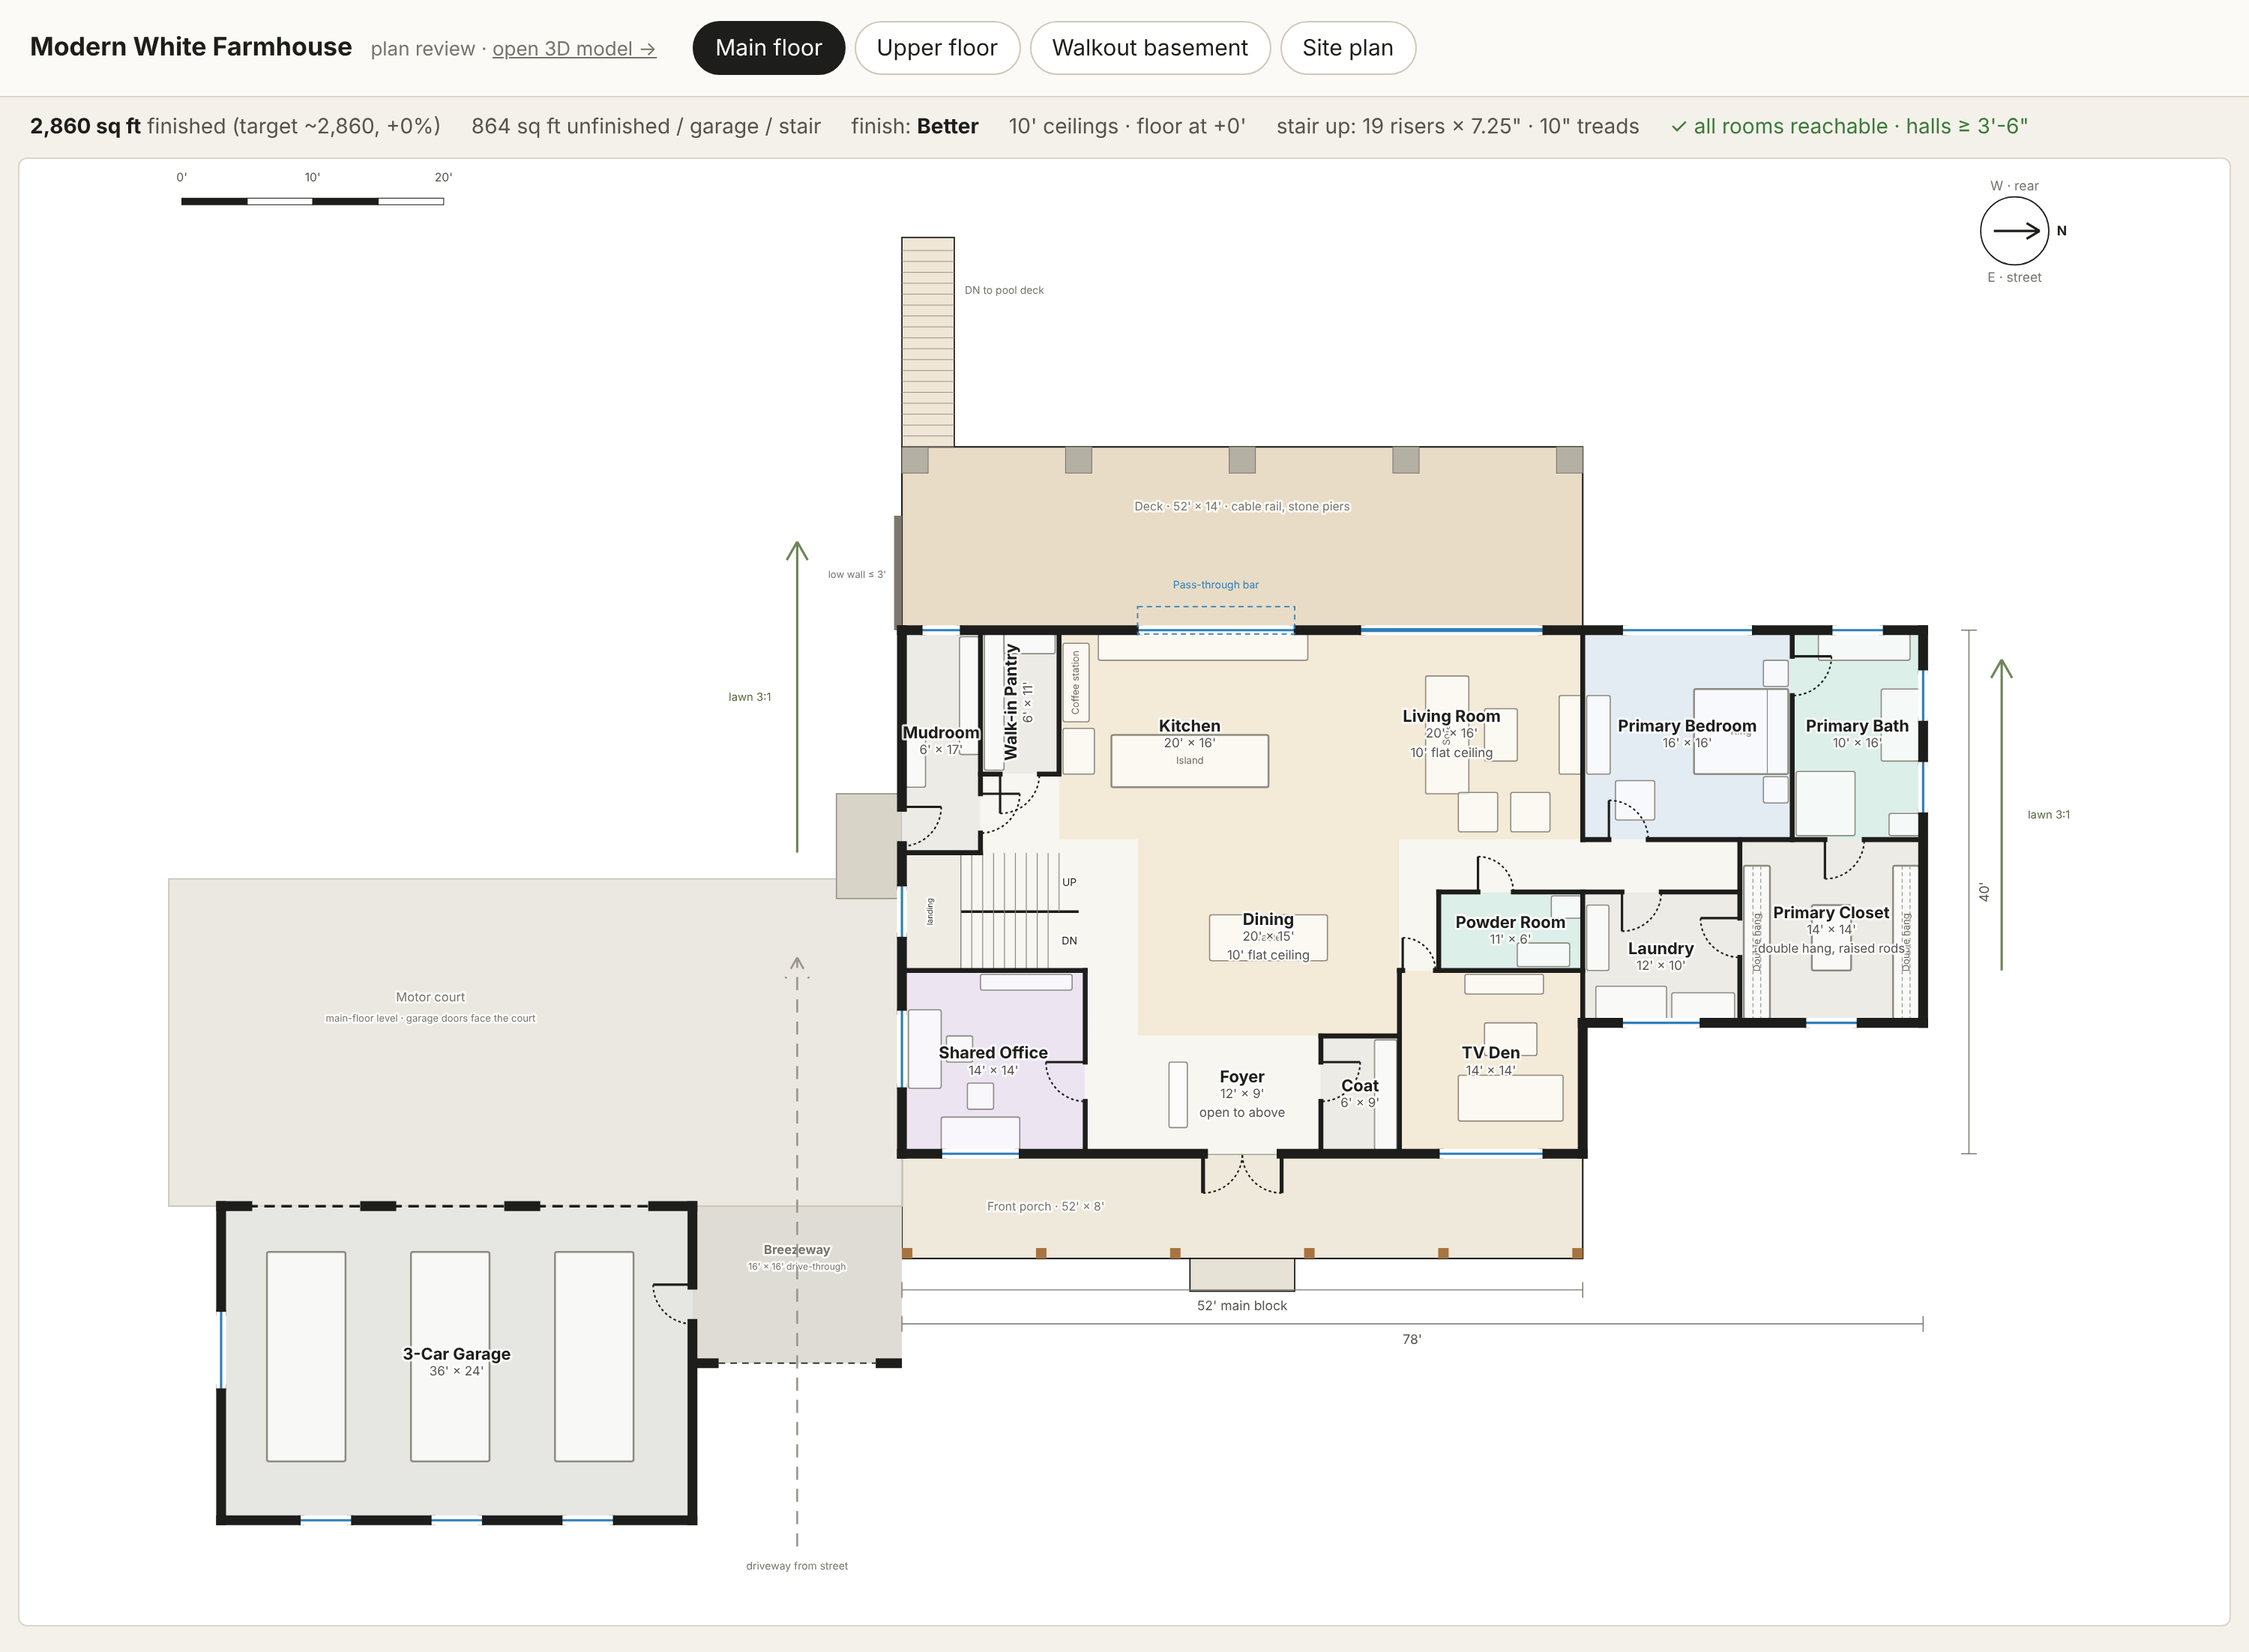 Modern White Farmhouse plan review · open 3D model → Main floor Upper floor Walkout basement Site plan
2,860 sq ft finished (target ~2,860, +0%) 864 sq ft unfinished / garage / stair finish: Better 10' ceilings · floor at +0' stair up: 19 risers × 7.25" · 10" treads ✓ all rooms reachable · halls ≥ 3'-6"
0' 10' 20'
W · rear
N
E · street
DN to pool deck
Deck · 52' × 14' · cable rail, stone piers
low wall ≤ 3'
Pass-through bar
lawn 3:1
Mudroom
6' × 17'
Walk-in Pantry
6' × 11'
Coffee station
Kitchen
20' × 16'
Island
Living Room
20' × 16'
10' flat ceiling
Primary Bedroom
16' × 16'
Primary Bath
10' × 16'
lawn 3:1
40'
UP
landing
DN
Dining
20' × 15'
10' flat ceiling
Powder Room
11' × 6'
Laundry
12' × 10'
Primary Closet
14' × 14'
double hang, raised rods
Double hang
Double hang
Motor court
main-floor level · garage doors face the court
Shared Office
14' × 14'
Foyer
12' × 9'
open to above
Coat
6' × 9'
TV Den
14' × 14'
Front porch · 52' × 8'
Breezeway
16' × 16' drive-through
52' main block
78'
3-Car Garage
36' × 24'
driveway from street